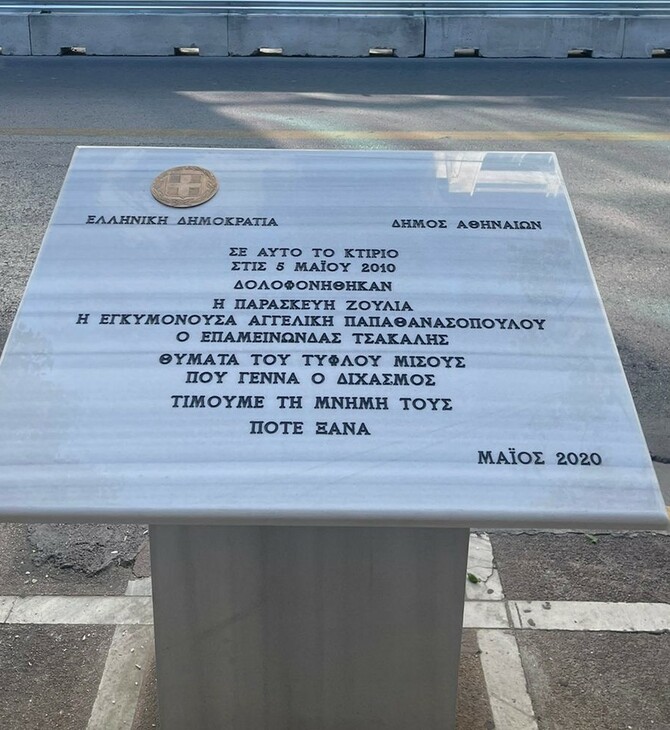 ΕΛΛΗΝΙΚΗ ΔΗΜΟΚΡΑΤΙΑ
ΔΗΜΟΣ ΑΘΗΝΑΙΩΝ
ΣΕ ΑΥΤΟ ΤΟ ΚΤΙΡΙΟ
ΣΤΙΣ 5 ΜΑΪΟΥ 2010
ΔΟΛΟΦΟΝΗΘΗΚΑΝ
Η ΠΑΡΑΣΚΕΥΗ ΖΟΥΛΙΑ
Η ΕΓΚΥΜΟΝΟΥΣΑ ΑΓΓΕΛΙΚΗ ΠΑΠΑΘΑΝΑΣΟΠΟΥΛΟΥ
Ο ΕΠΑΜΕΙΝΩΝΔΑΣ ΤΣΑΚΑΛΗΣ
ΘΥΜΑΤΑ ΤΟΥ ΤΥΦΛΟΥ ΜΙΣΟΥΣ
ΠΟΥ ΓΕΝΝΑ Ο ΔΙΧΑΣΜΟΣ
ΤΙΜΟΥΜΕ ΤΗ ΜΝΗΜΗ ΤΟΥΣ
ΠΟΤΕ ΞΑΝΑ
ΜΑΪΟΣ 2020